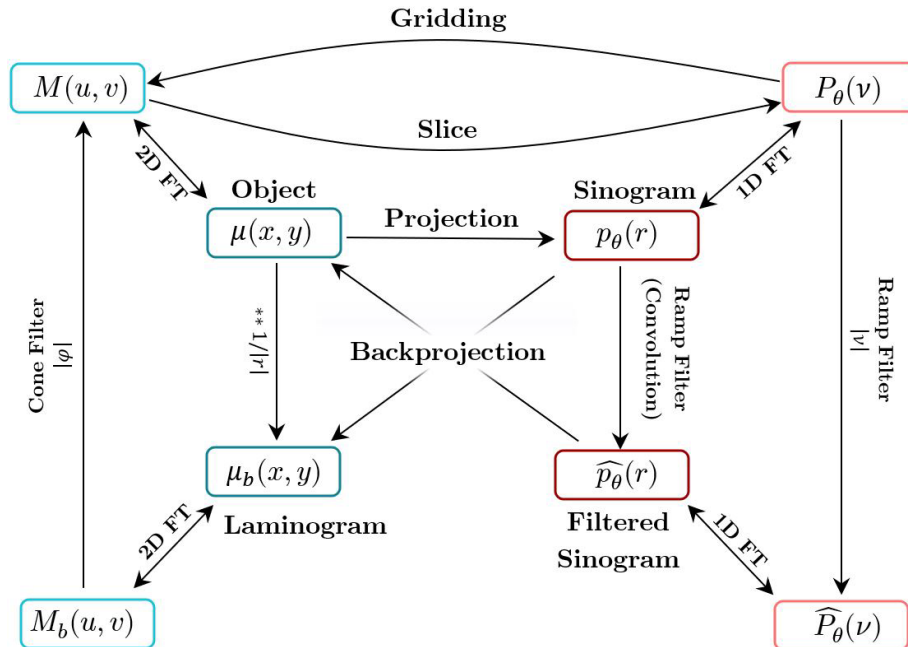 Gridding
M(u, v)
P_θ(ν)
Slice
2D FT
1D FT
Object
Sinogram
μ(x, y)
Projection
p_θ(r)
Cone Filter
|φ|
** 1/|r|
Backprojection
Ramp Filter
(Convolution)
Ramp Filter
|ν|
μ_b(x, y)
\widehat{p_θ}(r)
Laminogram
Filtered
Sinogram
2D FT
1D FT
M_b(u, v)
\widehat{P_θ}(ν)